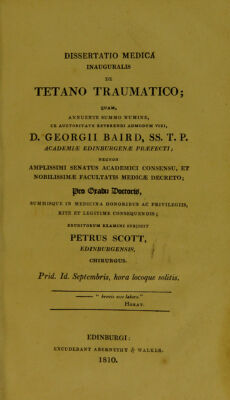 DISSERTATIO MEDICA
INAUGURALIS
DE
TETANO TRAUMATICO;
QUAM,
ANNUENTE SUMMO NUMINE,
EX AUCTORITATE REVERENDI ADMODUM VIRI,
D. GEORGII BAIRD, SS. T. P.
ACADEMIÆ EDINBURGENÆ PRÆFECTI;
NECNON
AMPLISSIMI SENATUS ACADEMICI CONSENSU, ET
NOBILISSIMÆ FACULTATIS MEDICÆ DECRETO;
Pro Gradu Doctoris,
SUMMISQUE IN MEDICINA HONORIBUS AC PRIVILEGIIS,
RITE ET LEGITIME CONSEQUENDIS;
ERUDITORUM EXAMINI SUBJICIT
PETRUS SCOTT,
EDINBURGENSIS,
CHIRURGUS.
Prid. Id. Septembris, hora locoque solitis.
" brevis esse laboro."
HORAT.
EDINBURGI:
EXCUDEBANT ABERNETHY & WALKER.
1810.